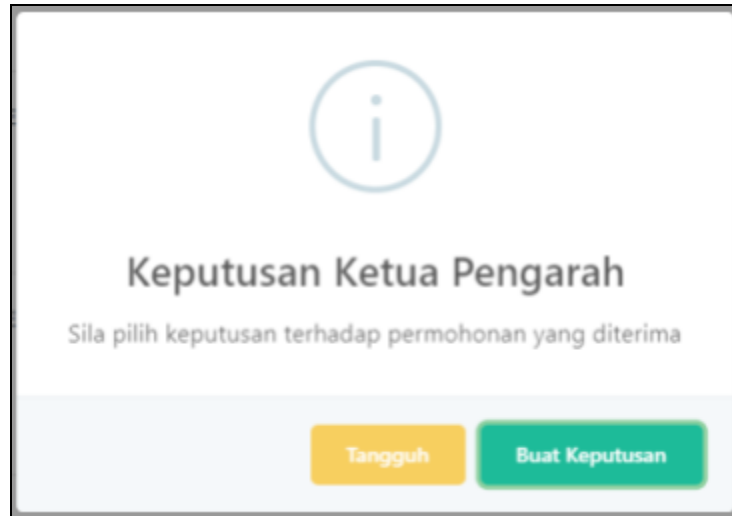 Keputusan Ketua Pengarah
Sila pilih keputusan terhadap permohonan yang diterima
Tangguh
Buat Keputusan